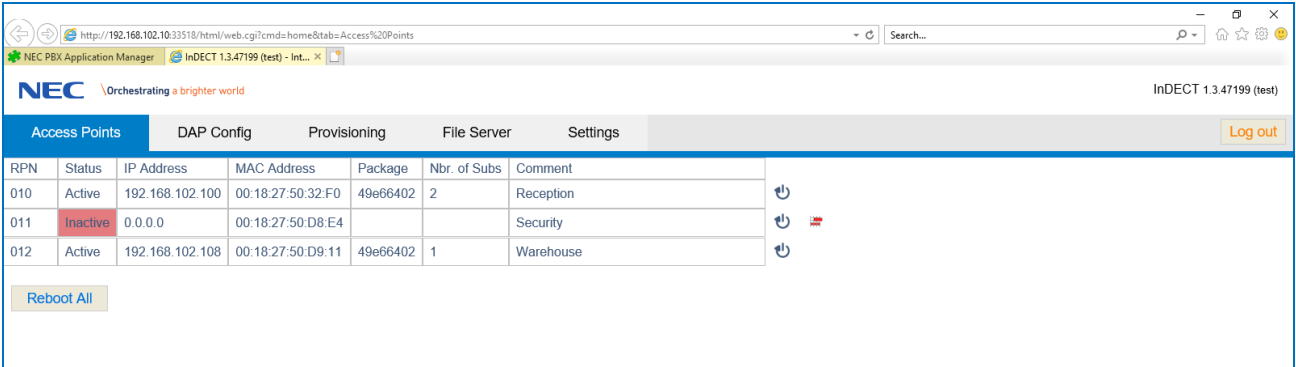 http://192.168.102.10:33518/html/web.cgi?cmd=home&tab=Access%20Points Search...
NEC PBX Application Manager InDECT 1.3.47199 (test) - Int...
NEC \Orchestrating a brighter world InDECT 1.3.47199 (test)
Access Points DAP Config Provisioning File Server Settings Log out
RPN Status IP Address MAC Address Package Nbr. of Subs Comment
010 Active 192.168.102.100 00:18:27:50:32:F0 49e66402 2 Reception
011 Inactive 0.0.0.0 00:18:27:50:D8:E4 Security
012 Active 192.168.102.108 00:18:27:50:D9:11 49e66402 1 Warehouse
Reboot All